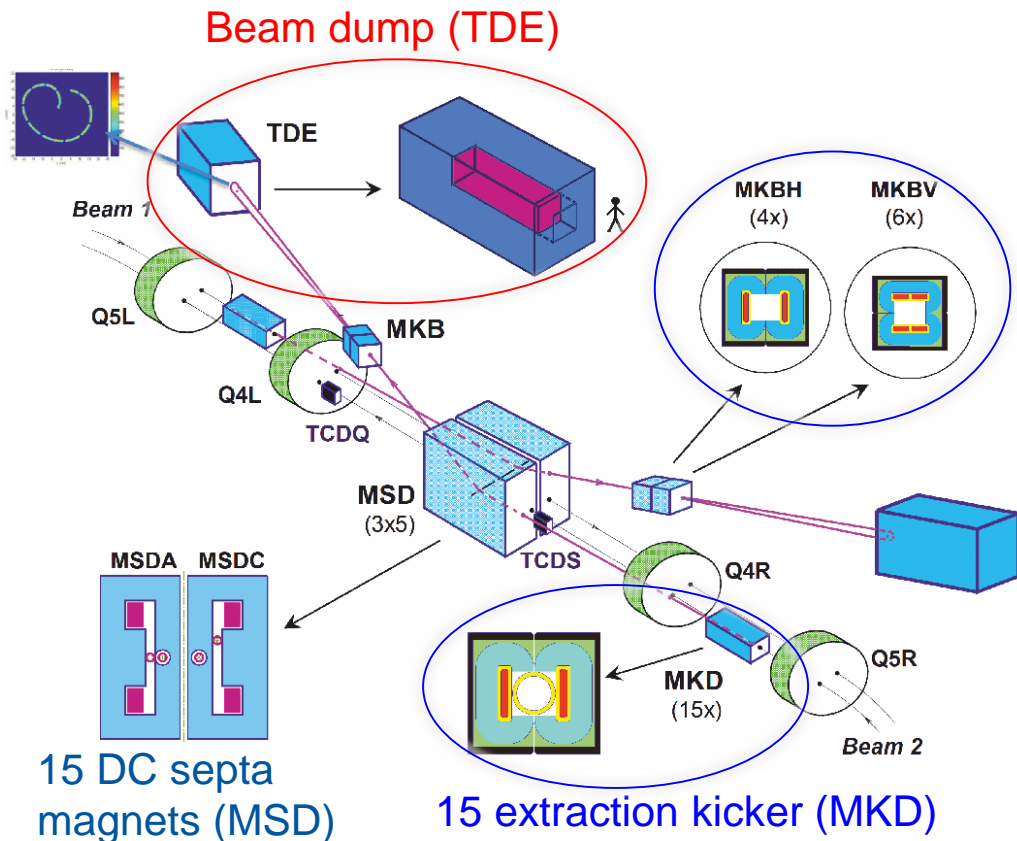 Beam dump (TDE)
TDE
MKBH
(4x)
MKBV
(6x)
Beam 1
Q5L
MKB
Q4L
TCDQ
MSD
(3x5)
TCDS
MSDA
MSDC
Q4R
Q5R
MKD
(15x)
Beam 2
15 DC septa
magnets (MSD)
15 extraction kicker (MKD)